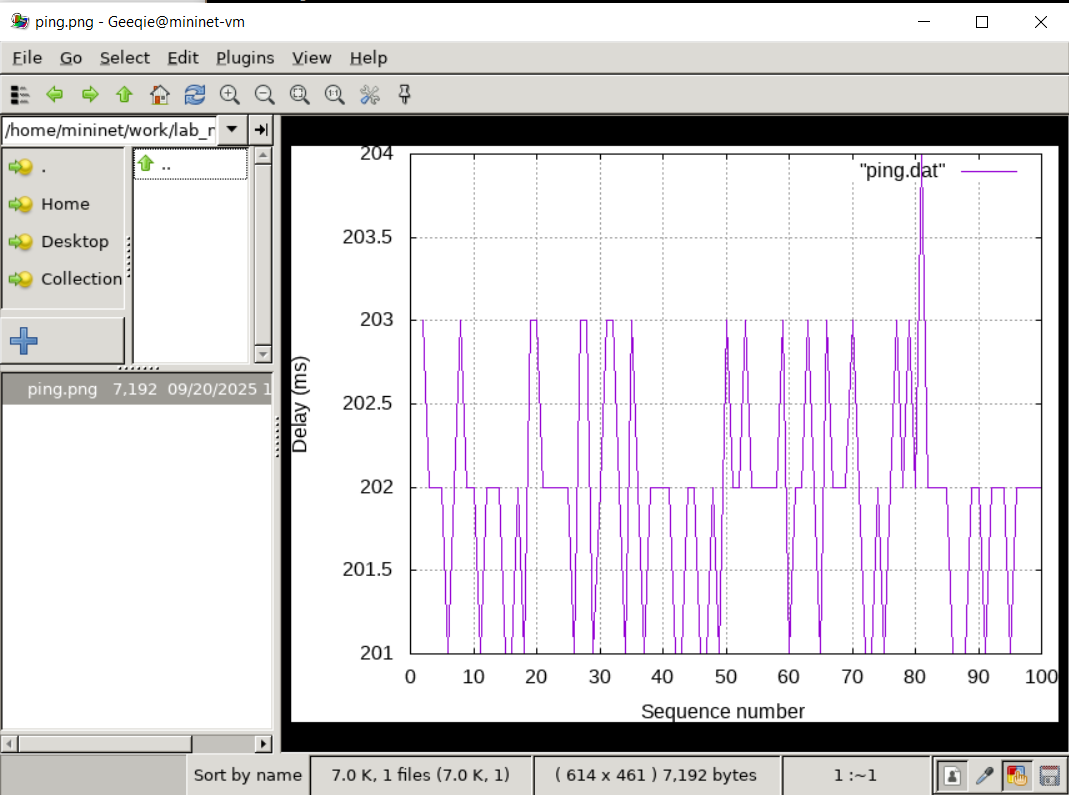 ping.png - Geeqie@mininet-vm
File Go Select Edit Plugins View Help
/home/mininet/work/lab_r
.
..
Home
Desktop
Collection
ping.png 7,192 09/20/2025 1
204
203.5
203
202.5
202
201.5
201
Delay (ms)
"ping.dat"
0 10 20 30 40 50 60 70 80 90 100
Sequence number
Sort by name
7.0 K, 1 files (7.0 K, 1)
( 614 x 461 ) 7,192 bytes
1 :~1